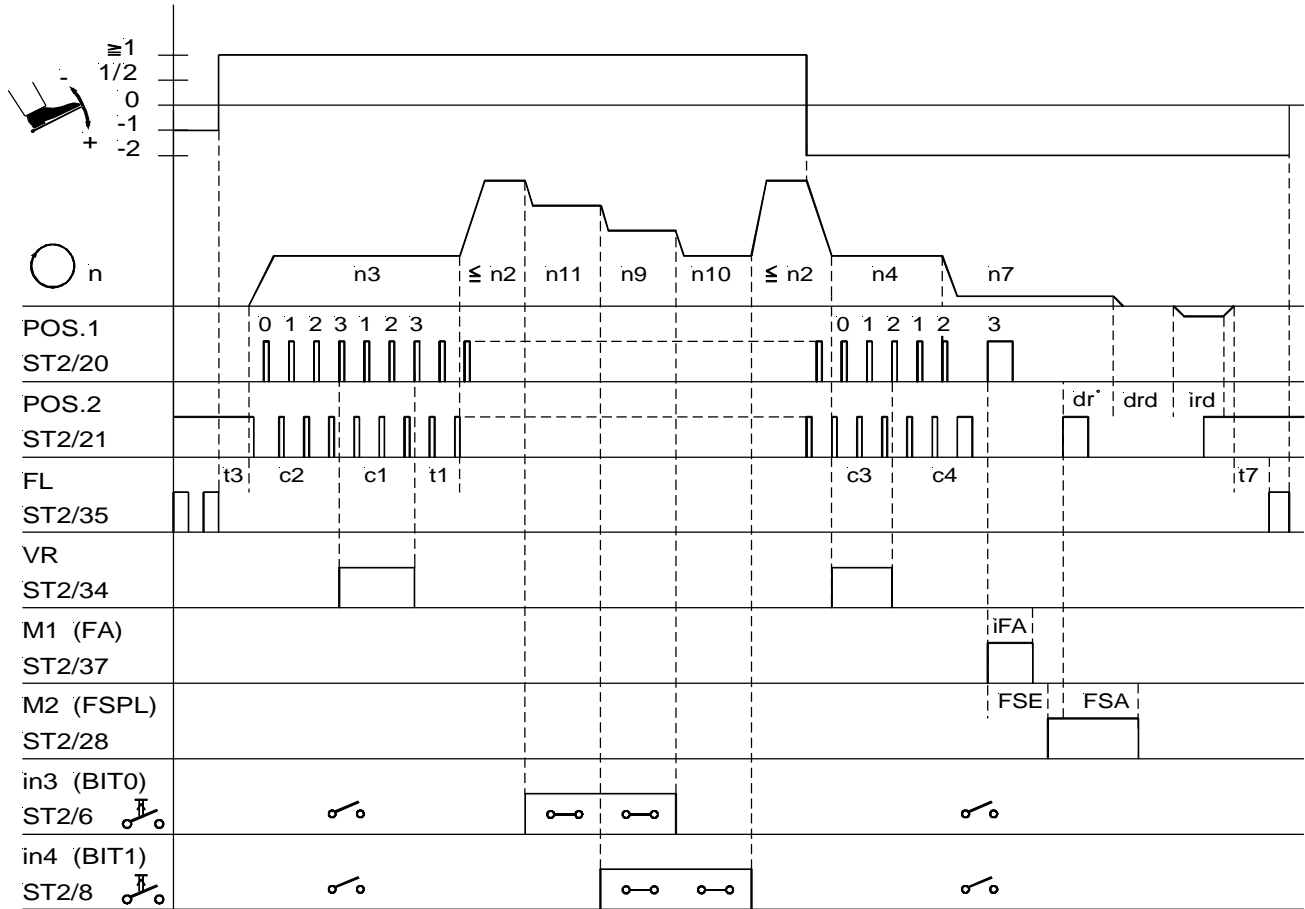 ≧1
1/2
0
-1
-2
-
+
n
n3
≦ n2
n11
n9
n10
≦ n2
n4
n7
POS.1
ST2/20
0 1 2 3 1 2 3
0 1 2 1 2 3
POS.2
ST2/21
dr°
drd
ird
FL
ST2/35
t3
c2
c1
t1
c3
c4
t7
VR
ST2/34
M1 (FA)
ST2/37
iFA
M2 (FSPL)
ST2/28
FSE
FSA
in3 (BIT0)
ST2/6
in4 (BIT1)
ST2/8